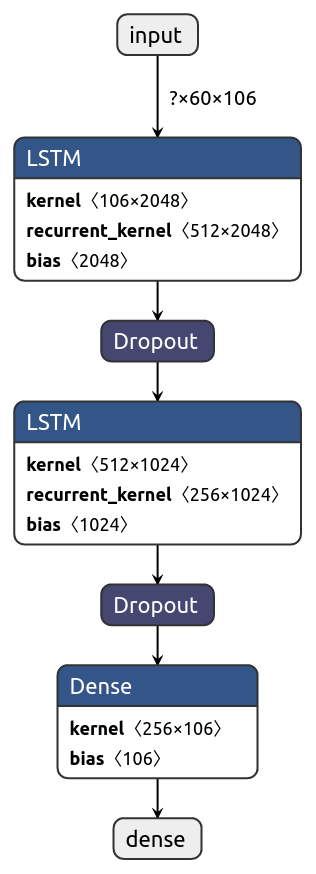 input
?×60×106
LSTM
kernel〈106×2048〉
recurrent_kernel〈512×2048〉
bias〈2048〉
Dropout
LSTM
kernel〈512×1024〉
recurrent_kernel〈256×1024〉
bias〈1024〉
Dropout
Dense
kernel〈256×106〉
bias〈106〉
dense